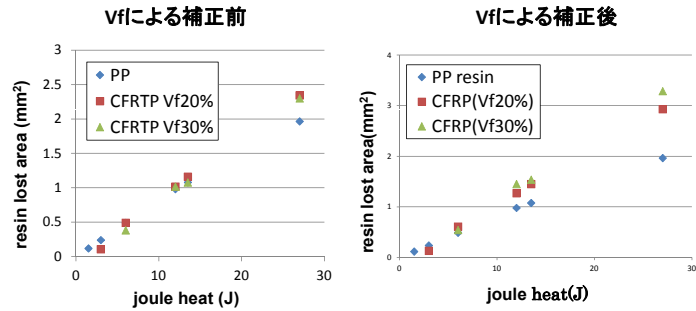 Vfによる補正前
3
2.5
2
1.5
1
0.5
0
0
10
20
30
resin lost area (mm²)
joule heat (J)
PP
CFRTP Vf20%
CFRTP Vf30%
Vfによる補正後
4
3
2
1
0
0
10
20
30
resin lost area(mm²)
joule heat(J)
PP resin
CFRP(Vf20%)
CFRP(Vf30%)